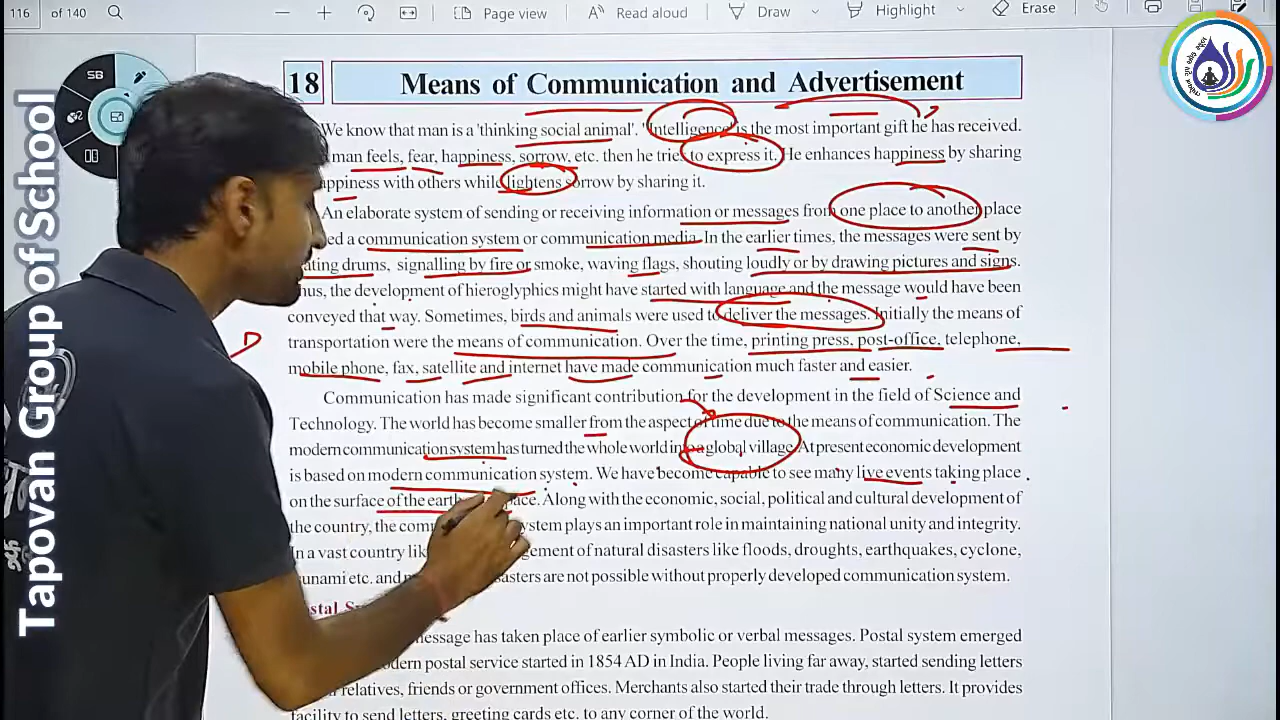 116 of 140
Page view
Read aloud
Draw
Highlight
Erase
SB
Tapovan Group of School
18 Means of Communication and Advertisement
We know that man is a 'thinking social animal'. 'Intelligence' is the most important gift he has received.
man feels, fear, happiness, sorrow, etc. then he tries to express it. He enhances happiness by sharing
ppiness with others while lightens sorrow by sharing it.
An elaborate system of sending or receiving information or messages from one place to another place
ed a communication system or communication media. In the earlier times, the messages were sent by
ating drums, signalling by fire or smoke, waving flags, shouting loudly or by drawing pictures and signs.
hus, the development of hieroglyphics might have started with language and the message would have been
conveyed that way. Sometimes, birds and animals were used to deliver the messages. Initially the means of
transportation were the means of communication. Over the time, printing press, post-office, telephone,
mobile phone, fax, satellite and internet have made communication much faster and easier.
Communication has made significant contribution for the development in the field of Science and
Technology. The world has become smaller from the aspect of time due to the means of communication. The
modern communication system has turned the whole world into a global village. At present economic development
is based on modern communication system. We have become capable to see many live events taking place
on the surface of the earth space. Along with the economic, social, political and cultural development of
the country, the com ystem plays an important role in maintaining national unity and integrity.
In a vast country lik gement of natural disasters like floods, droughts, earthquakes, cyclone,
sunami etc. and asters are not possible without properly developed communication system.
ostal S
essage has taken place of earlier symbolic or verbal messages. Postal system emerged
dern postal service started in 1854 AD in India. People living far away, started sending letters
relatives, friends or government offices. Merchants also started their trade through letters. It provides
facility to send letters, greeting cards etc. to any corner of the world.